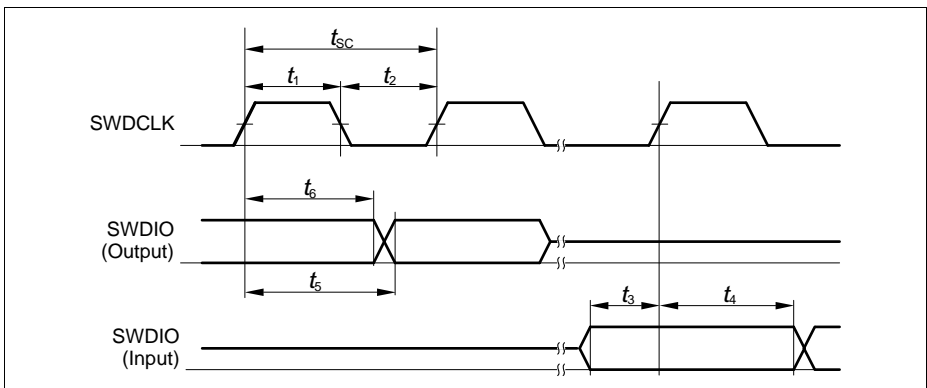 tSC
t1 t2
SWDCLK
t6
SWDIO
(Output)
t5
t3 t4
SWDIO
(Input)